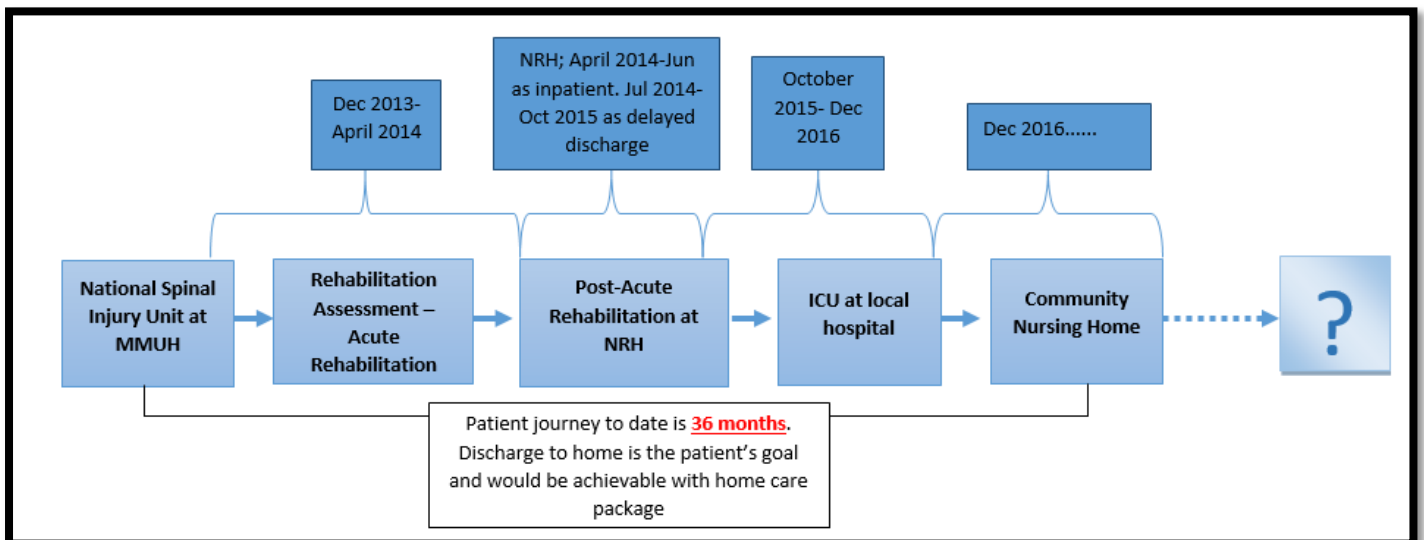 Dec 2013-
April 2014
NRH; April 2014-Jun
as inpatient. Jul 2014-
Oct 2015 as delayed
discharge
October
2015- Dec
2016
Dec 2016......
National Spinal
Injury Unit at
MMUH
Rehabilitation
Assessment –
Acute
Rehabilitation
Post-Acute
Rehabilitation at
NRH
ICU at local
hospital
Community
Nursing Home
?
Patient journey to date is 36 months.
Discharge to home is the patient’s goal
and would be achievable with home care
package